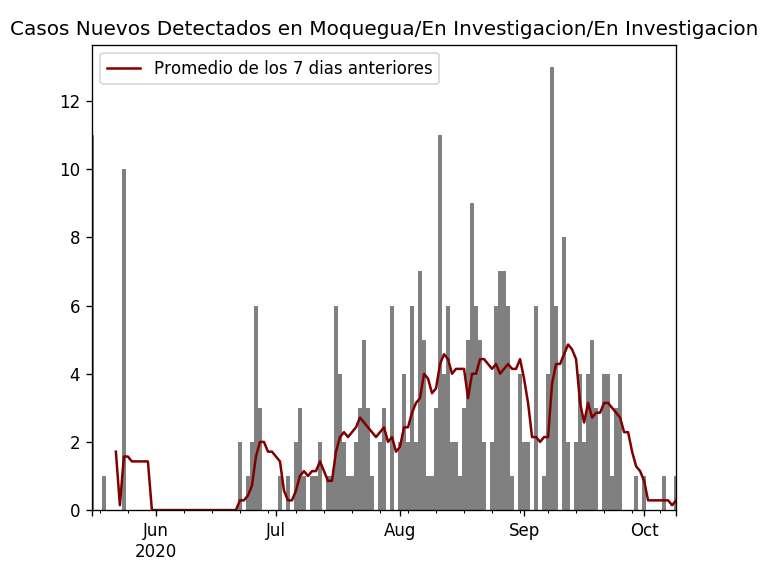 Casos Nuevos Detectados en Moquegua/En Investigacion/En Investigacion
Promedio de los 7 dias anteriores
12
10
8
6
4
2
0
Jun Jul Aug Sep Oct
2020